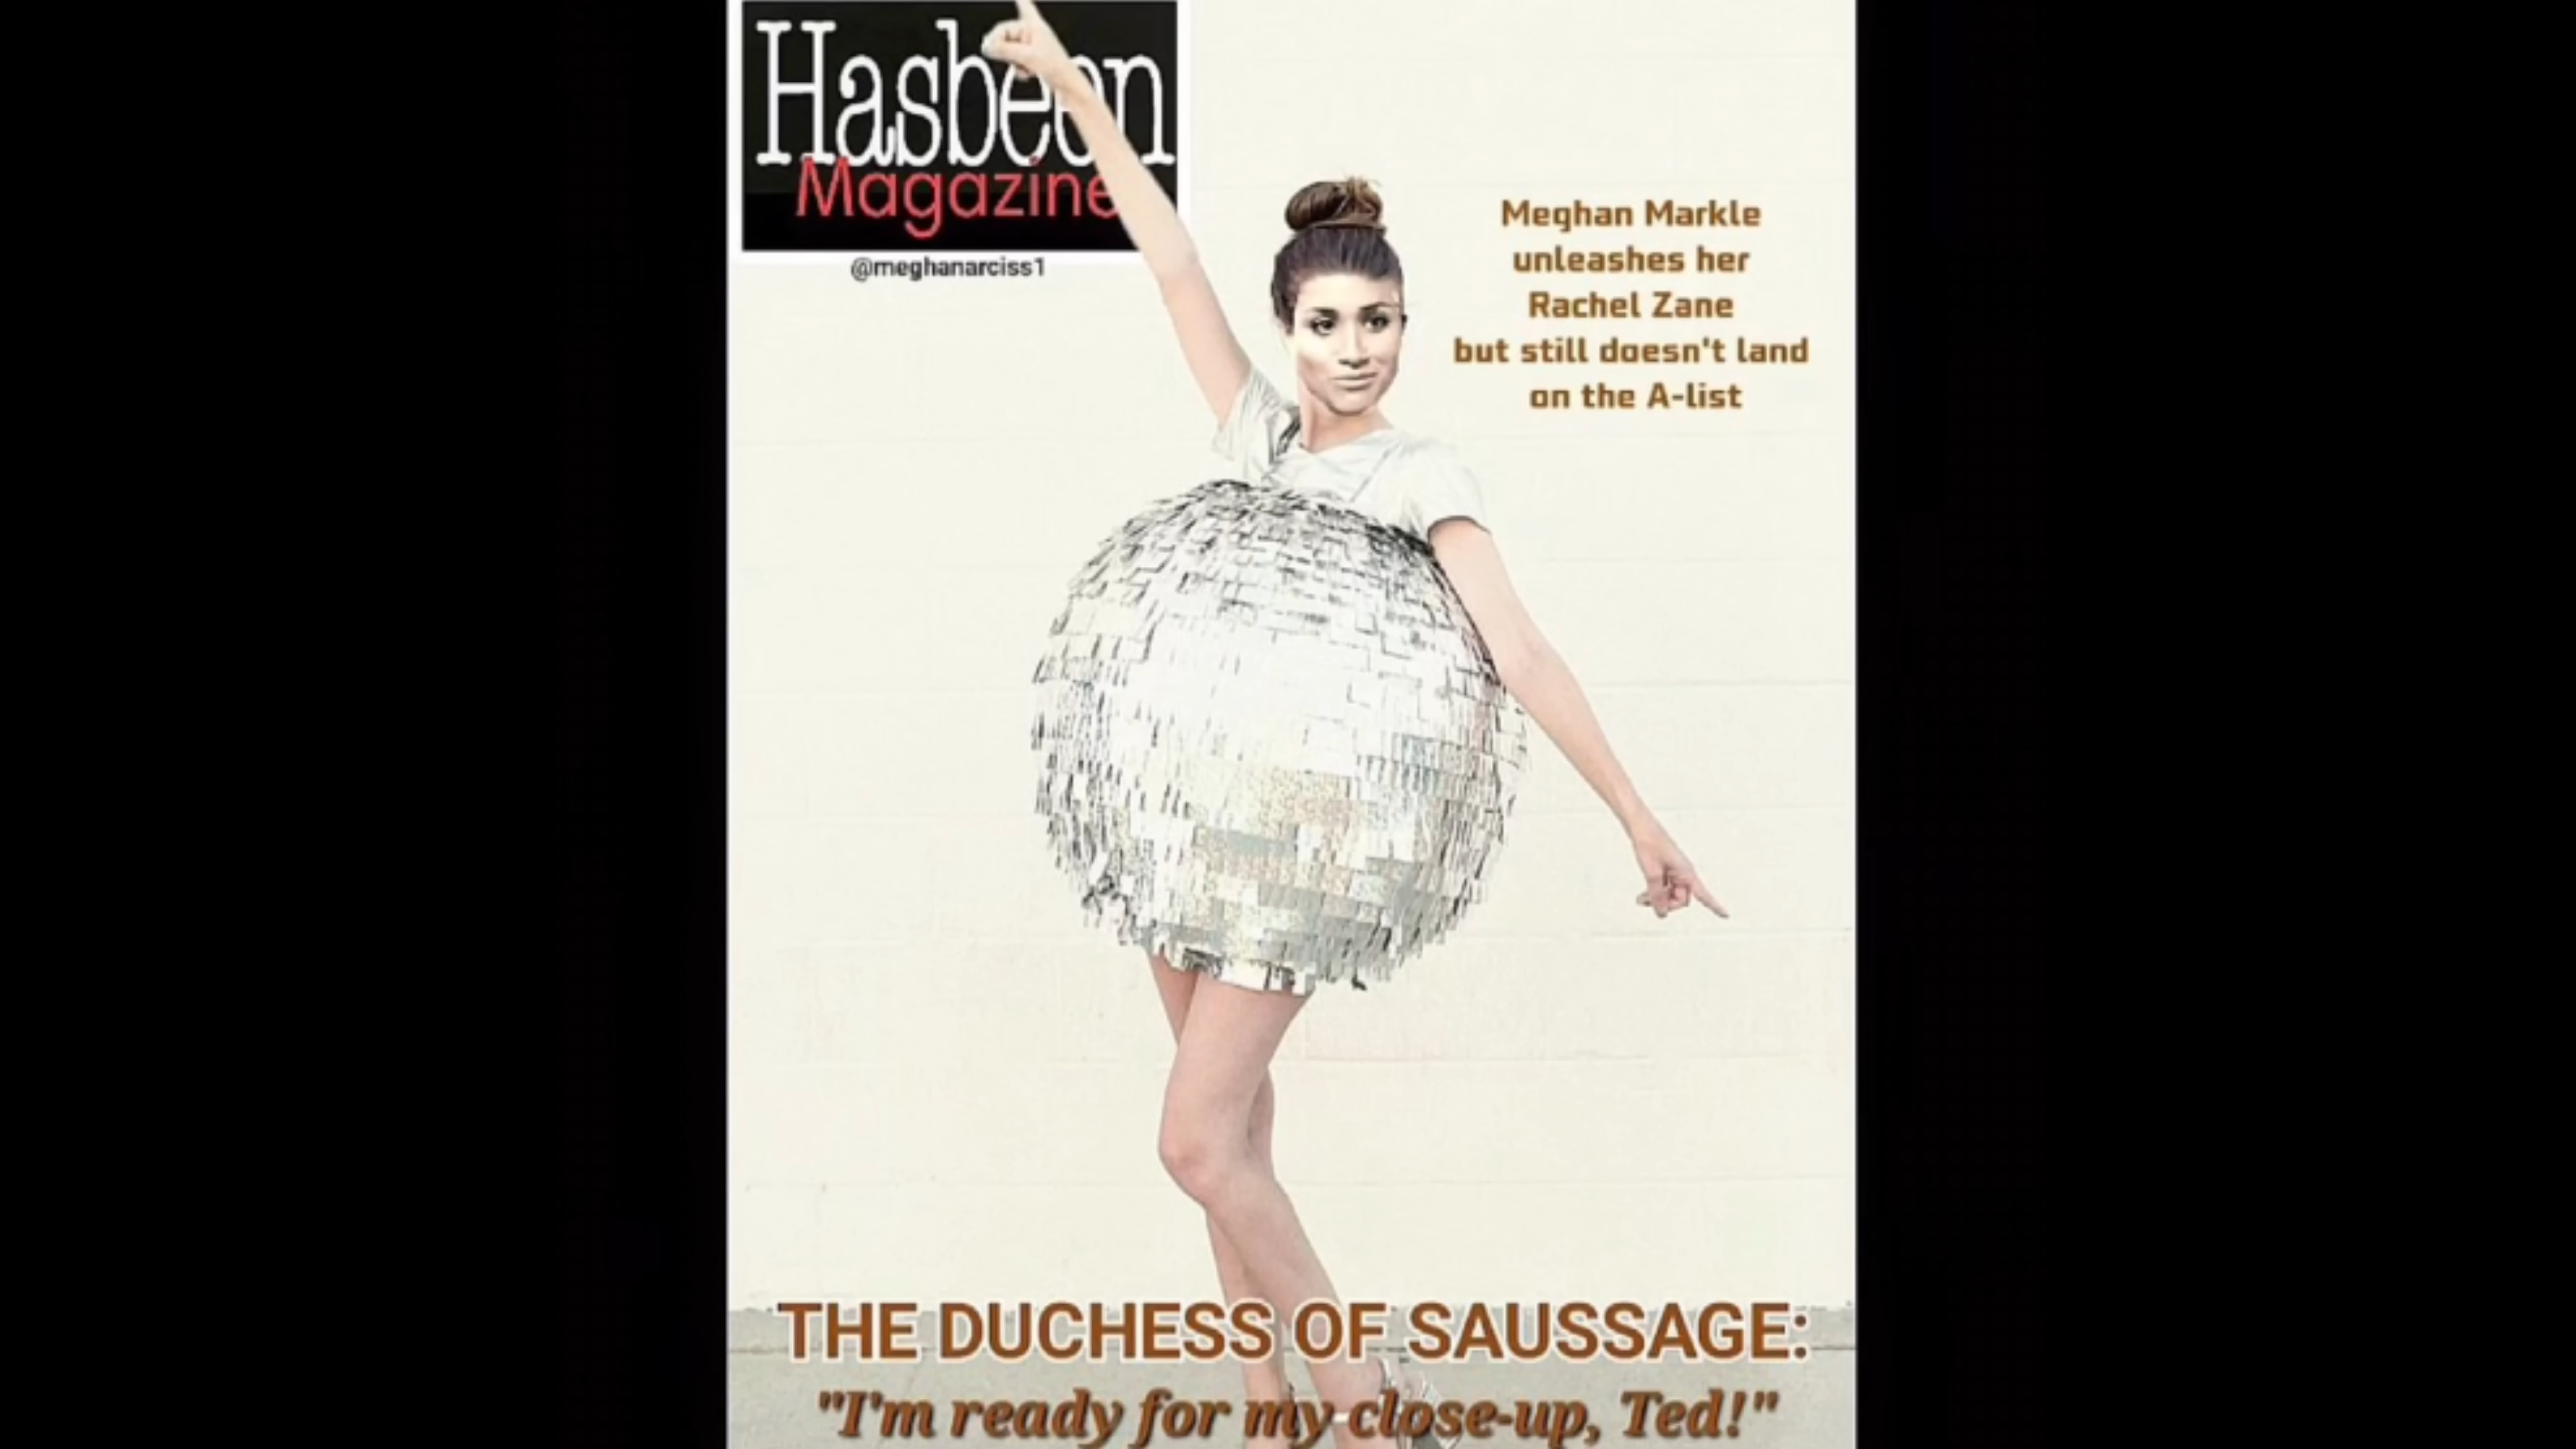 Hasbeen
Magazine
@meghanarciss1
Meghan Markle
unleashes her
Rachel Zane
but still doesn't land
on the A-list
THE DUCHESS OF SAUSSAGE:
"I'm ready for my close-up, Ted!"